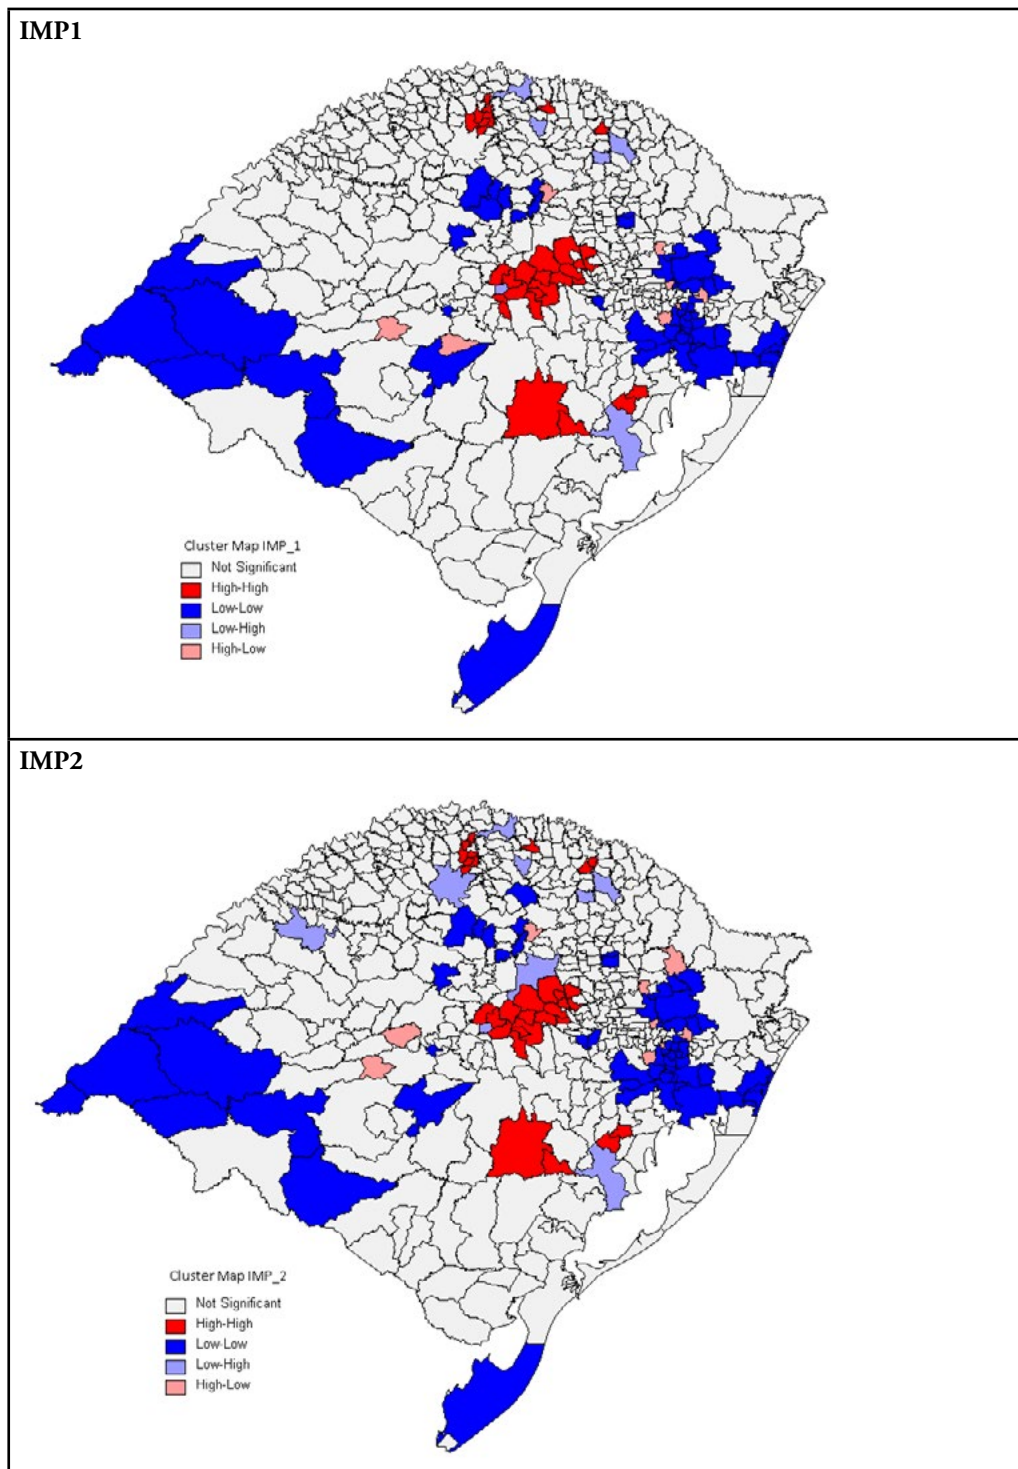 IMP1
Cluster Map IMP_1
Not Significant
High-High
Low-Low
Low-High
High-Low
IMP2
Cluster Map IMP_2
Not Significant
High-High
Low-Low
Low-High
High-Low